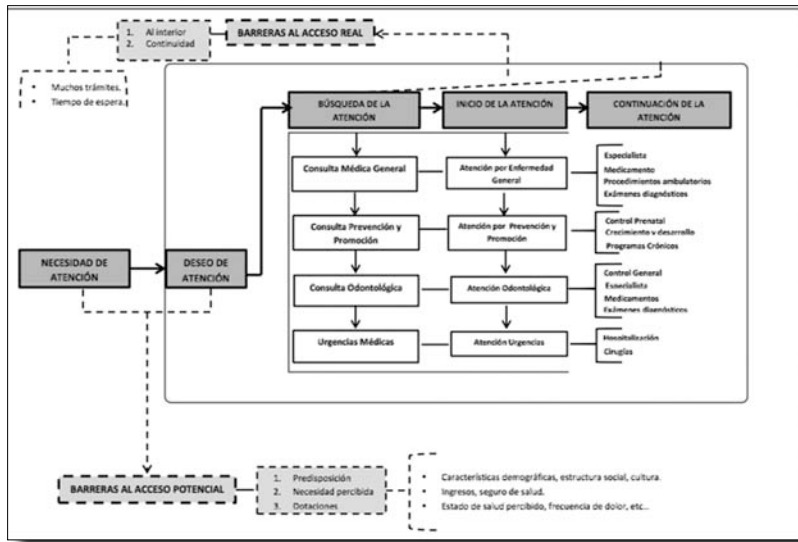 1. Al interior
2. Continuidad
BARRERAS AL ACCESO REAL
• Muchos trámites.
• Tiempo de espera.
BÚSQUEDA DE LA
ATENCIÓN
INICIO DE LA ATENCIÓN
CONTINUACIÓN DE LA
ATENCIÓN
Consulta Médica General
Atención por Enfermedad
General
Especialista
Medicamento
Procedimientos ambulatorios
Exámenes diagnósticos
Consulta Prevención y
Promoción
Atención por Prevención y
Promoción
Control Prenatal
Crecimiento y desarrollo
Programas Crónicos
NECESIDAD DE
ATENCIÓN
DESEO DE
ATENCIÓN
Consulta Odontológica
Atención Odontológica
Control General
Especialista
Medicamentos
Exámenes diagnósticos
Urgencias Médicas
Atención Urgencias
Hospitalización
Cirugías
BARRERAS AL ACCESO POTENCIAL
1. Predisposición
2. Necesidad percibida
3. Dotaciones
• Características demográficas, estructura social, cultura.
• Ingresos, seguro de salud.
• Estado de salud percibido, frecuencia de dolor, etc..